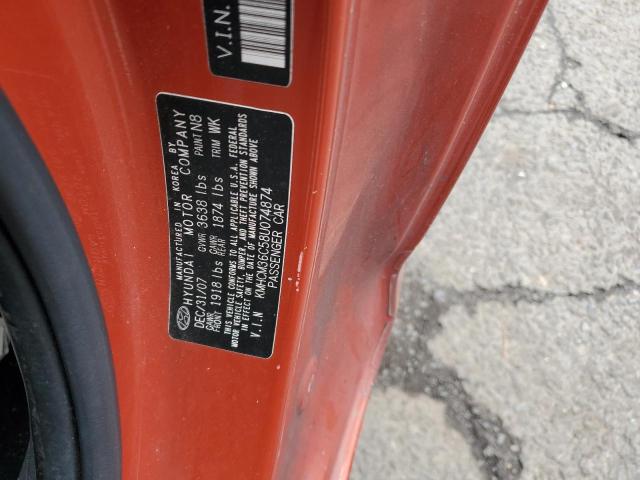 V.I.N.
MANUFACTURED IN KOREA BY
HYUNDAI MOTOR COMPANY
DEC/31/07 GVWR 3638 lbs PAINT N8
GAWR FRONT 1918 lbs GAWR REAR 1874 lbs TRIM WK
THIS VEHICLE CONFORMS TO ALL APPLICABLE U.S.A. FEDERAL
MOTOR VEHICLE SAFETY, BUMPER, AND THEFT PREVENTION STANDARDS
IN EFFECT ON THE DATE OF MANUFACTURE SHOWN ABOVE
V.I.N KMHCM36C58U074874
PASSENGER CAR